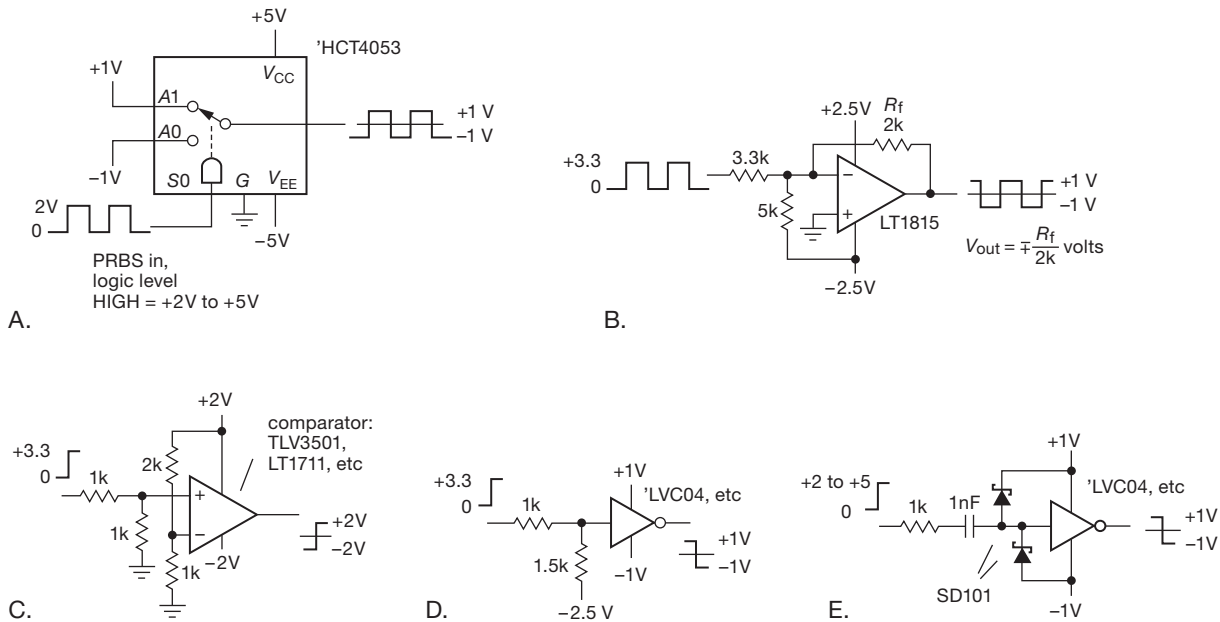 +5V
'HCT4053
VCC
+1V
A1
A0
−1V
S0
G
VEE
−5V
+1 V
−1 V
2V
0
PRBS in,
logic level
HIGH = +2V to +5V
A.
+2.5V
Rf
2k
+3.3
0
3.3k
5k
−
+
LT1815
−2.5V
+1 V
−1 V
Vout = ∓ Rf/2k volts
B.
+2V
comparator:
TLV3501,
LT1711, etc
+3.3
0
1k
2k
+
−
1k
1k
−2V
+2V
−2V
C.
+3.3
0
1k
+1V
'LVC04, etc
1.5k
−1V
+1V
−1V
−2.5 V
D.
+2 to +5
0
1k
1nF
+1V
'LVC04, etc
+1V
−1V
SD101
−1V
E.